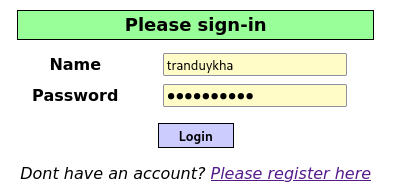 Please sign-in
Name tranduykha
Password ●●●●●●●●●●
Login
Dont have an account? Please register here